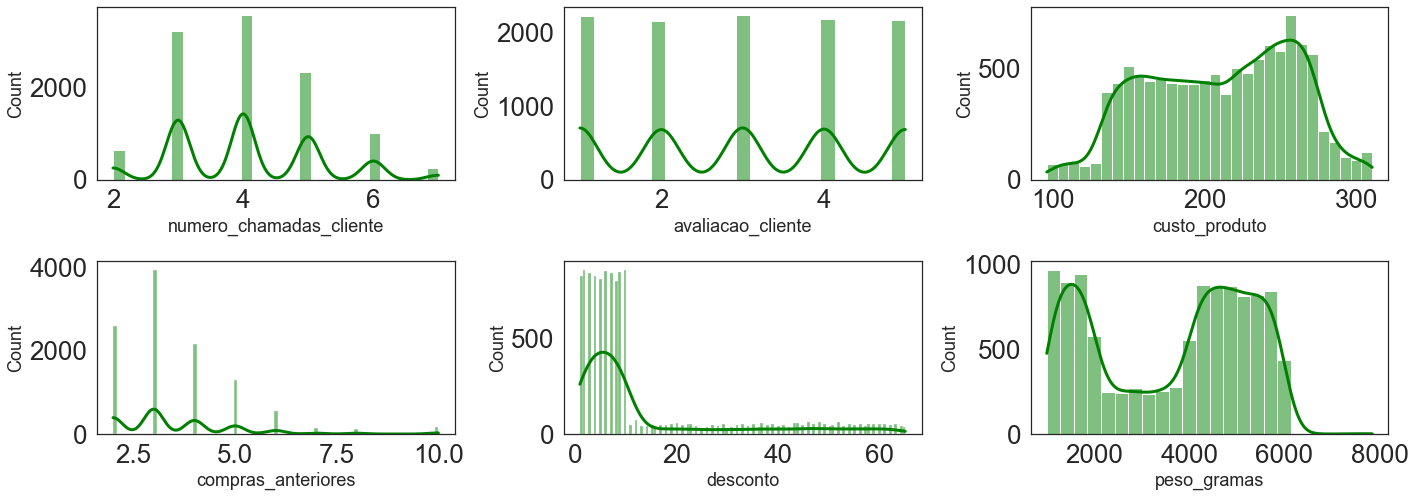 Count
2000
0
2
4
6
numero_chamadas_cliente
Count
2000
1000
0
2
4
avaliacao_cliente
Count
500
0
100
200
300
custo_produto
Count
4000
2000
0
2.5
5.0
7.5
10.0
compras_anteriores
Count
500
0
0
20
40
60
desconto
Count
1000
500
0
2000
4000
6000
8000
peso_gramas